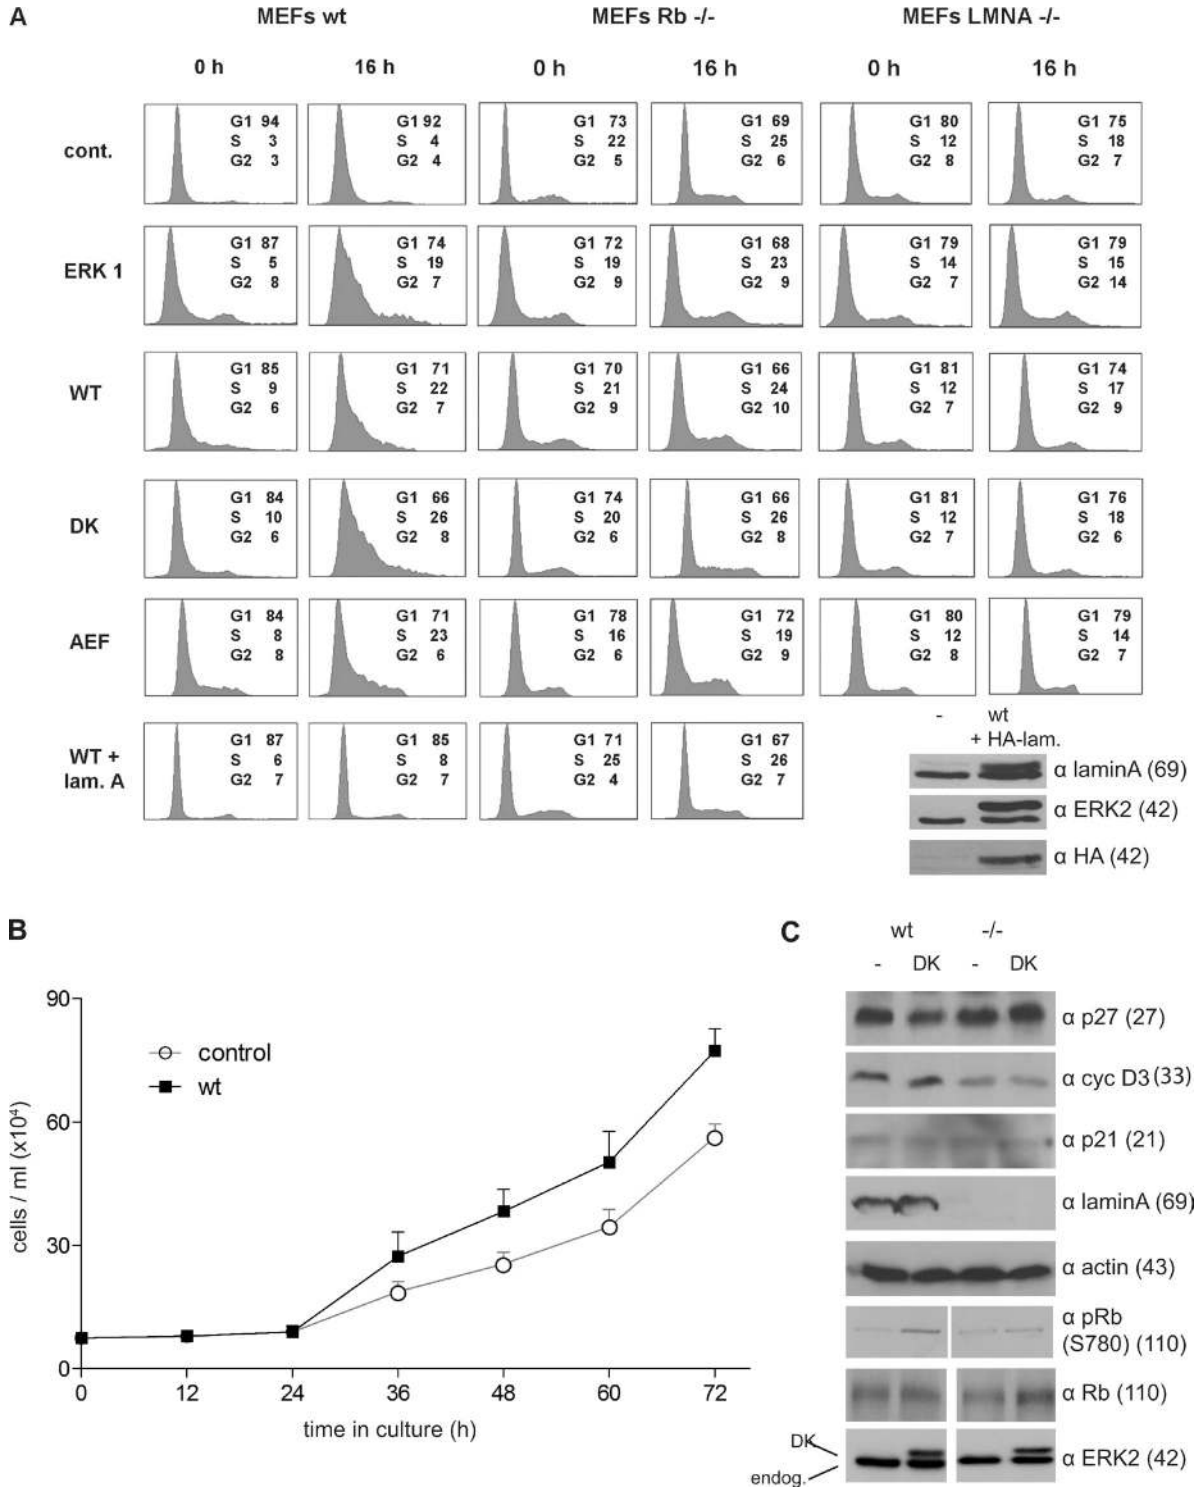 A
MEFs wt MEFs Rb -/- MEFs LMNA -/-
0 h 16 h 0 h 16 h 0 h 16 h
cont.
G1 94 G1 92 G1 73 G1 69 G1 80 G1 75
S 3 S 4 S 22 S 25 S 12 S 18
G2 3 G2 4 G2 5 G2 6 G2 8 G2 7
ERK 1
G1 87 G1 74 G1 72 G1 68 G1 79 G1 79
S 5 S 19 S 19 S 23 S 14 S 15
G2 8 G2 7 G2 9 G2 9 G2 7 G2 14
WT
G1 85 G1 71 G1 70 G1 66 G1 81 G1 74
S 9 S 22 S 21 S 24 S 12 S 17
G2 6 G2 7 G2 9 G2 10 G2 7 G2 9
DK
G1 84 G1 66 G1 74 G1 66 G1 81 G1 76
S 10 S 26 S 20 S 26 S 12 S 18
G2 6 G2 8 G2 6 G2 8 G2 7 G2 6
AEF
G1 84 G1 71 G1 78 G1 72 G1 80 G1 79
S 8 S 23 S 16 S 19 S 12 S 14
G2 8 G2 6 G2 6 G2 9 G2 8 G2 7
WT +
lam. A
G1 87 G1 85 G1 71 G1 67
S 6 S 8 S 25 S 26
G2 7 G2 7 G2 4 G2 7
- wt
+ HA-lam.
α laminA (69)
α ERK2 (42)
α HA (42)
B
90
60
30
0
cells / ml (x10⁴)
control
wt
0 12 24 36 48 60 72
time in culture (h)
C
wt -/-
- DK - DK
α p27 (27)
α cyc D3 (33)
α p21 (21)
α laminA (69)
α actin (43)
α pRb
(S780) (110)
α Rb (110)
DK
α ERK2 (42)
endog.